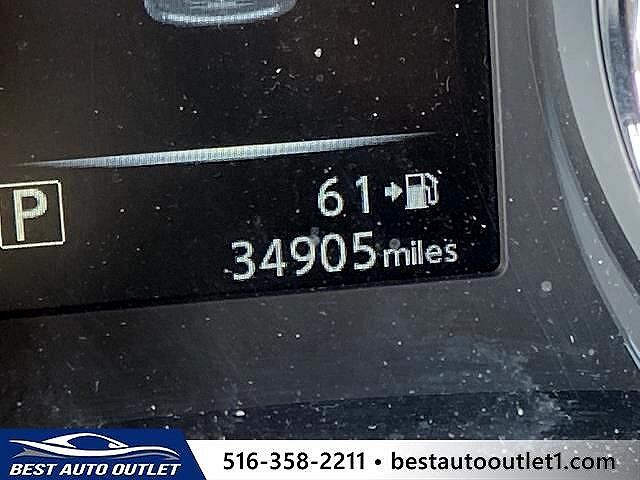 61
P
34905 miles
BEST AUTO OUTLET
516-358-2211 • bestautooutlet1.com